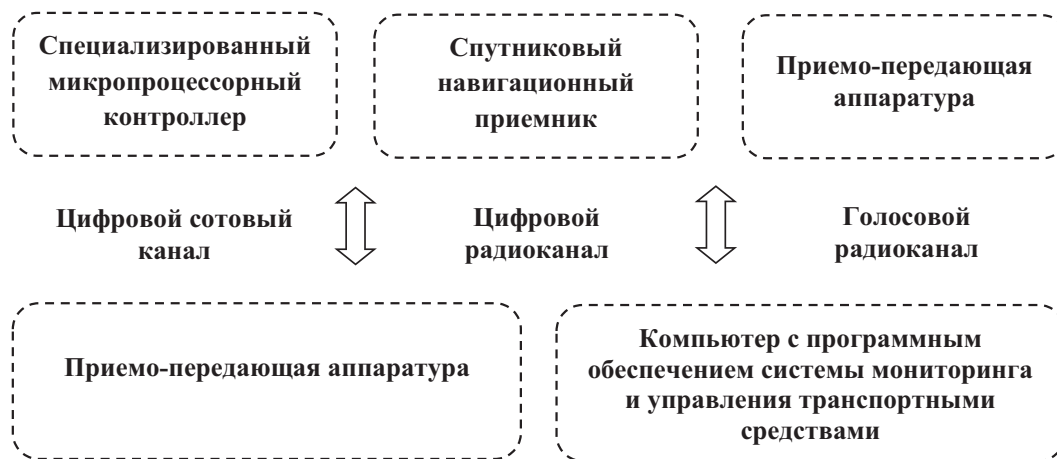 Специализированный
микропроцессорный
контроллер
Спутниковый
навигационный
приемник
Приемо-передающая
аппаратура
Цифровой сотовый
канал
Цифровой
радиоканал
Голосовой
радиоканал
Приемо-передающая аппаратура
Компьютер с программным
обеспечением системы мониторинга
и управления транспортными
средствами